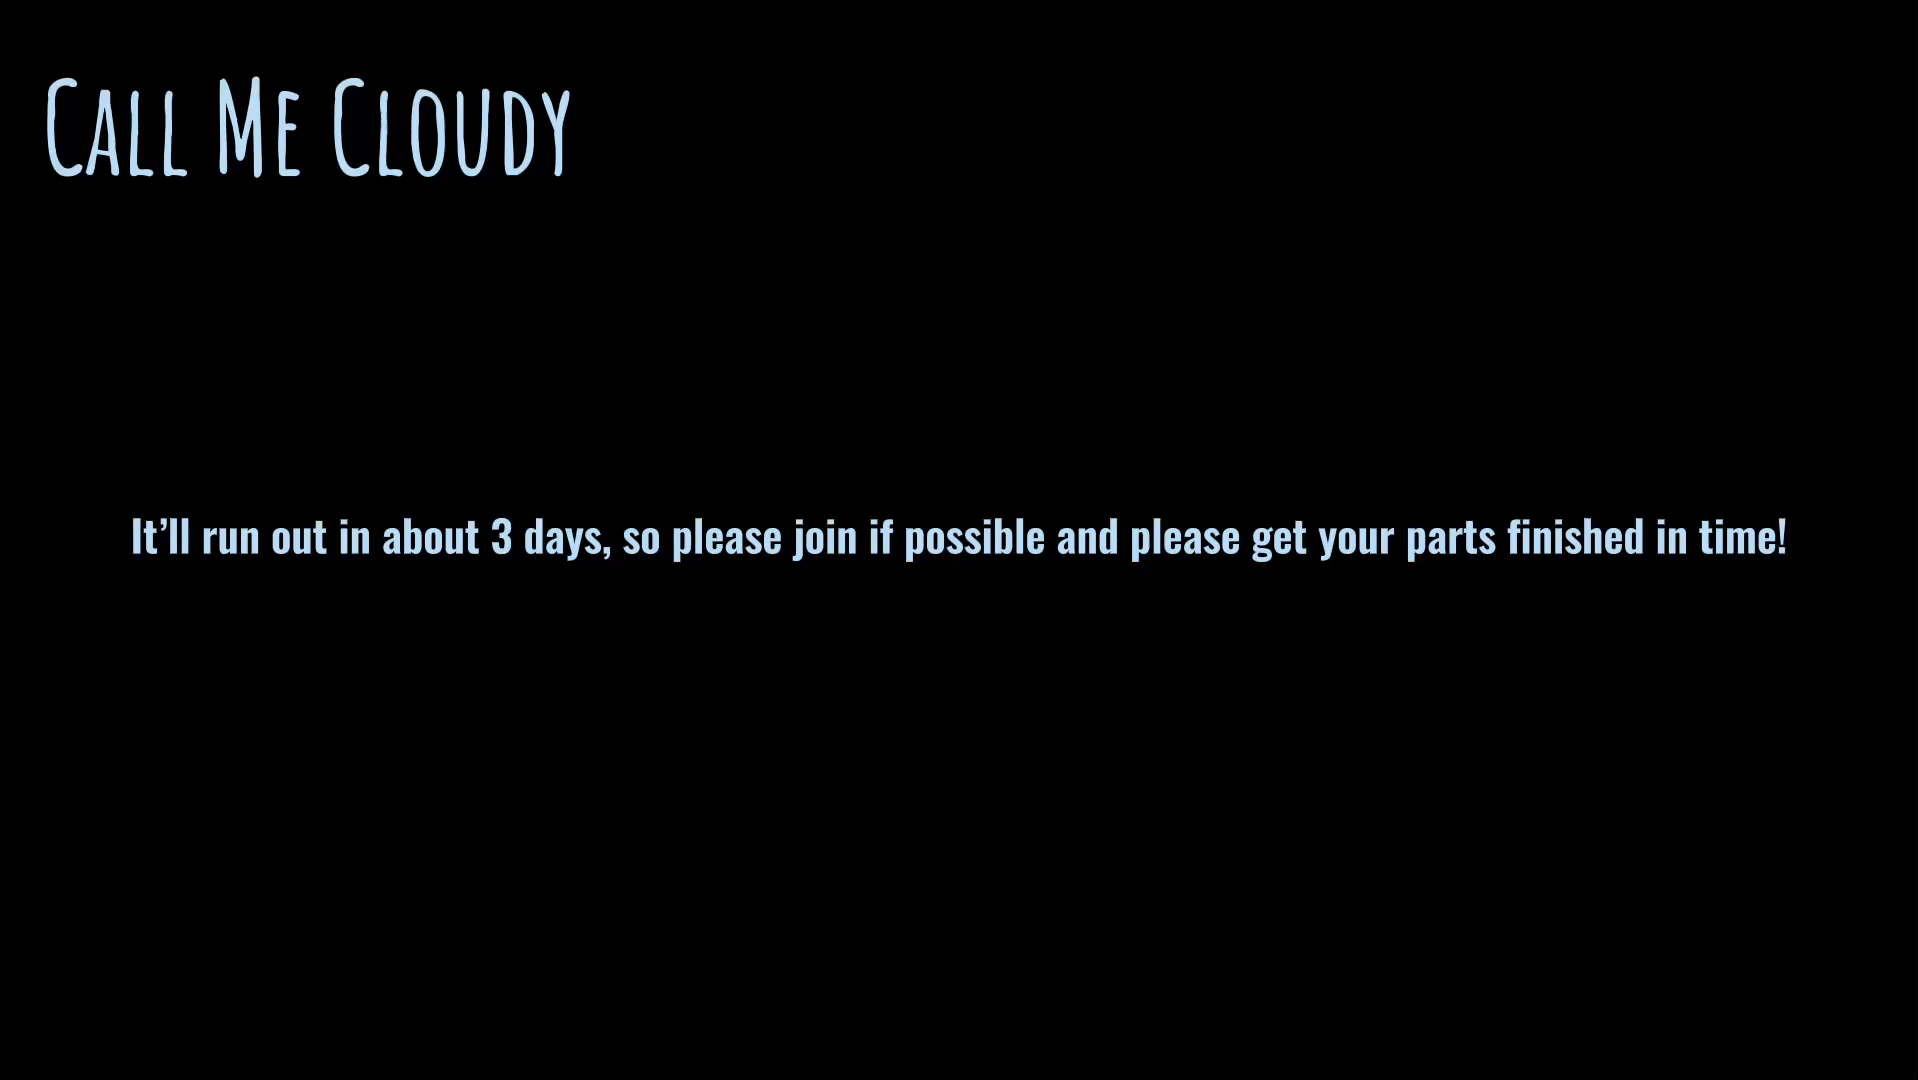 Call Me Cloudy
It’ll run out in about 3 days, so please join if possible and please get your parts finished in time!